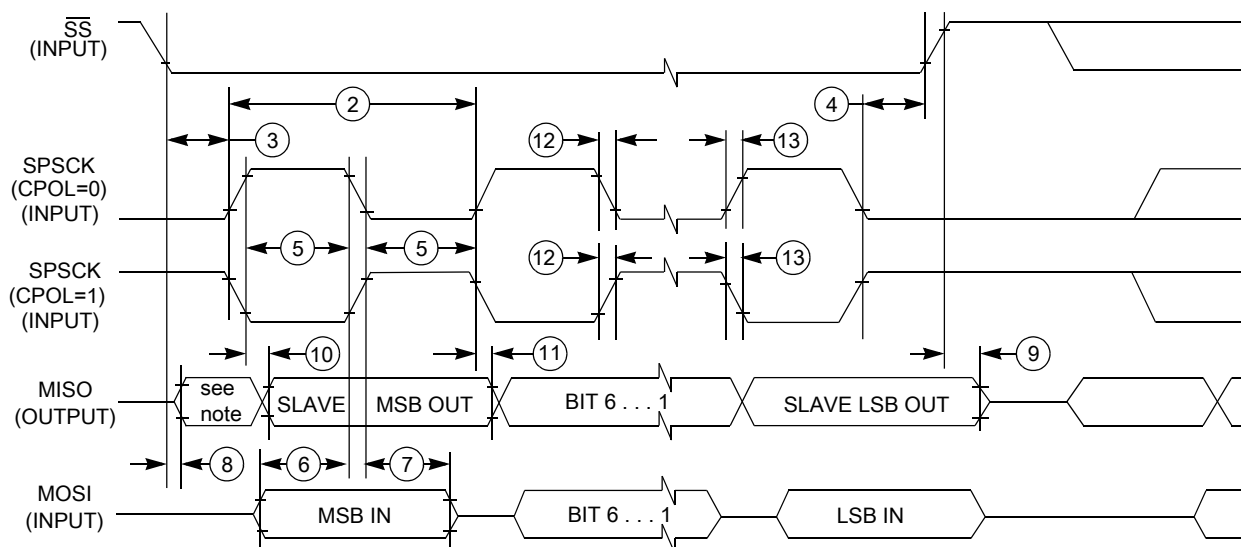 SS
(INPUT)
2
4
3
12
13
SPSCK
(CPOL=0)
(INPUT)
5
5
SPSCK
(CPOL=1)
(INPUT)
12
13
10
11
9
MISO
(OUTPUT)
see
note
SLAVE
MSB OUT
BIT 6 . . . 1
SLAVE LSB OUT
8
6
7
MOSI
(INPUT)
MSB IN
BIT 6 . . . 1
LSB IN